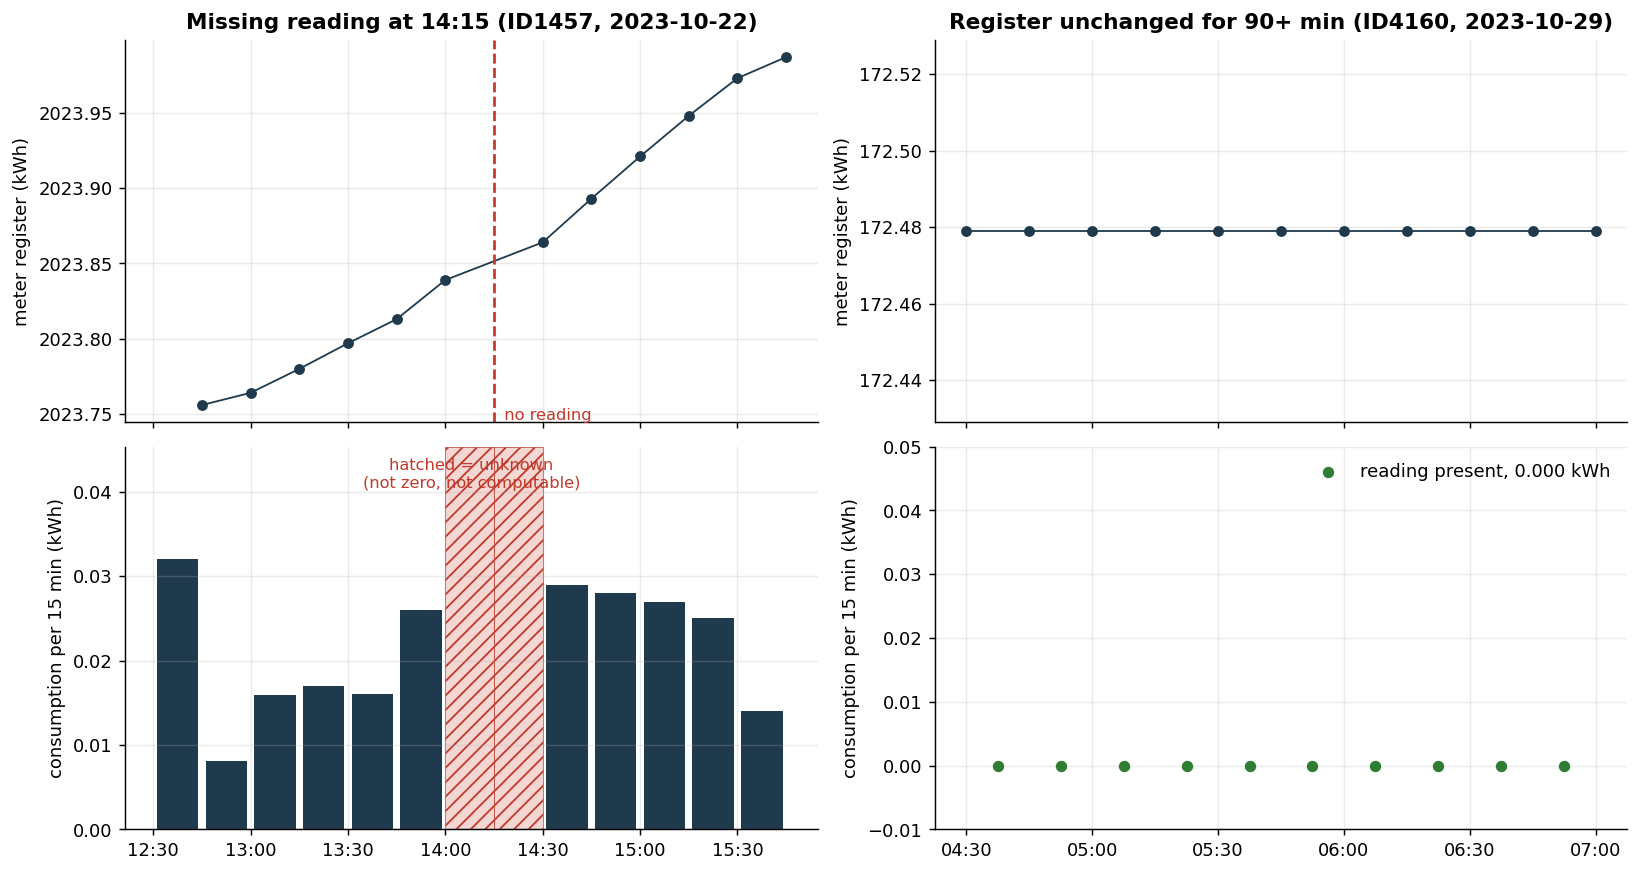 Missing reading at 14:15 (ID1457, 2023-10-22)
meter register (kWh)
2023.95
2023.90
2023.85
2023.80
2023.75
no reading
Register unchanged for 90+ min (ID4160, 2023-10-29)
meter register (kWh)
172.52
172.50
172.48
172.46
172.44
consumption per 15 min (kWh)
hatched = unknown
(not zero, not computable)
0.04
0.03
0.02
0.01
0.00
12:30 13:00 13:30 14:00 14:30 15:00 15:30
consumption per 15 min (kWh)
reading present, 0.000 kWh
0.05
0.04
0.03
0.02
0.01
0.00
−0.01
04:30 05:00 05:30 06:00 06:30 07:00